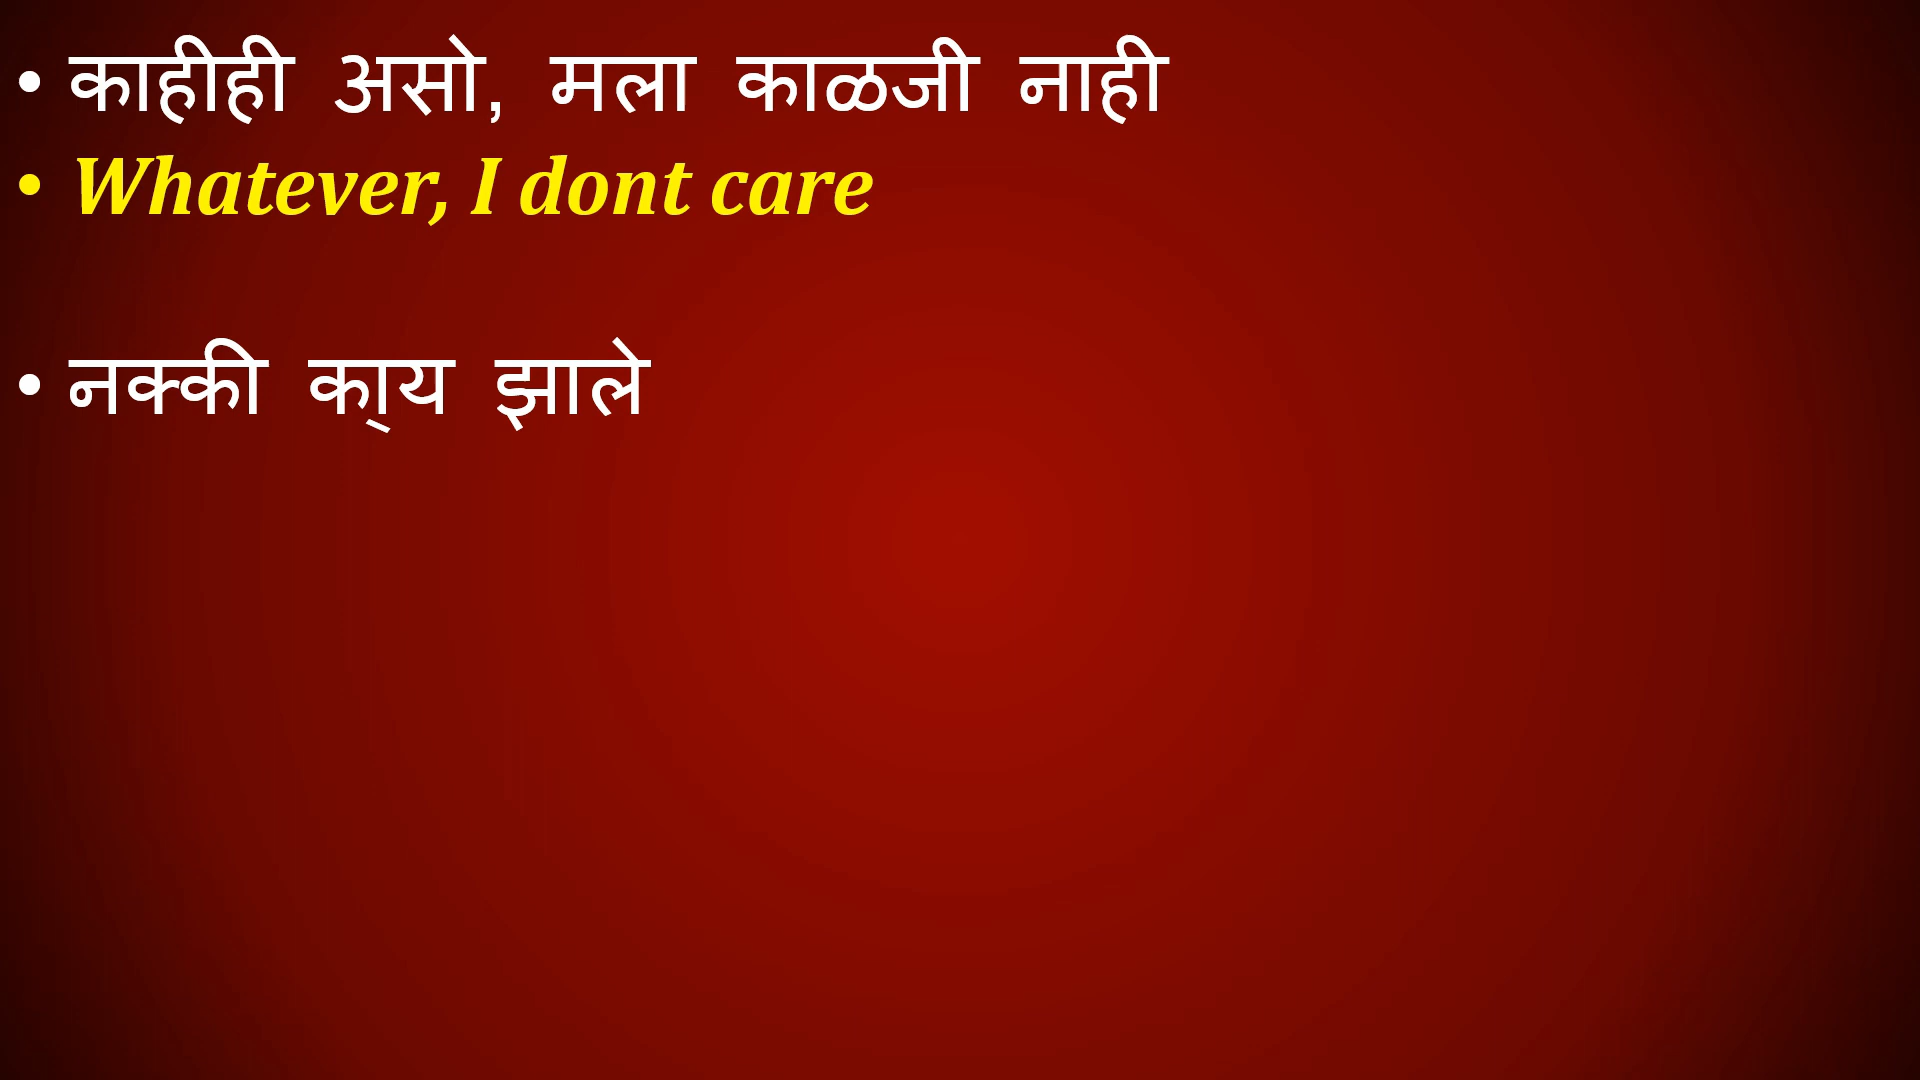 • काहीही असो, मला काळजी नाही
• Whatever, I dont care
• नक्की का्य झाले